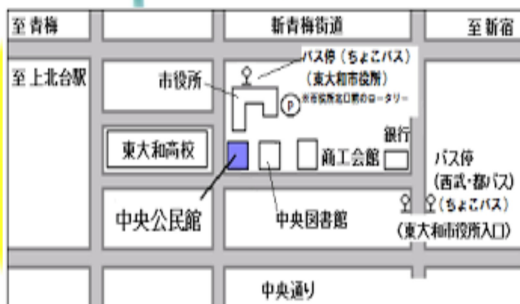 至青梅
新青梅街道
至新宿
バス停(ちょこバス)
(東大和市役所)
※市役所北口前のロータリー
至上北台駅
市役所
P
銀行
東大和高校
商工会館
バス停
(西武・都バス)
(ちょこバス)
(東大和市役所入口)
中央公民館
中央図書館
中央通り